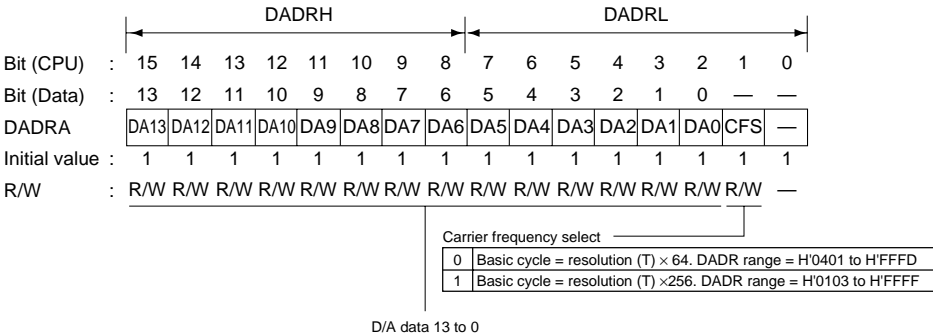 DADRH DADRL
Bit (CPU) : 15 14 13 12 11 10 9 8 7 6 5 4 3 2 1 0
Bit (Data) : 13 12 11 10 9 8 7 6 5 4 3 2 1 0 — —
DADRA DA13 DA12 DA11 DA10 DA9 DA8 DA7 DA6 DA5 DA4 DA3 DA2 DA1 DA0 CFS —
Initial value : 1 1 1 1 1 1 1 1 1 1 1 1 1 1 1 1
R/W : R/W R/W R/W R/W R/W R/W R/W R/W R/W R/W R/W R/W R/W R/W R/W —
Carrier frequency select
0 Basic cycle = resolution (T) × 64. DADR range = H'0401 to H'FFFD
1 Basic cycle = resolution (T) ×256. DADR range = H'0103 to H'FFFF
D/A data 13 to 0